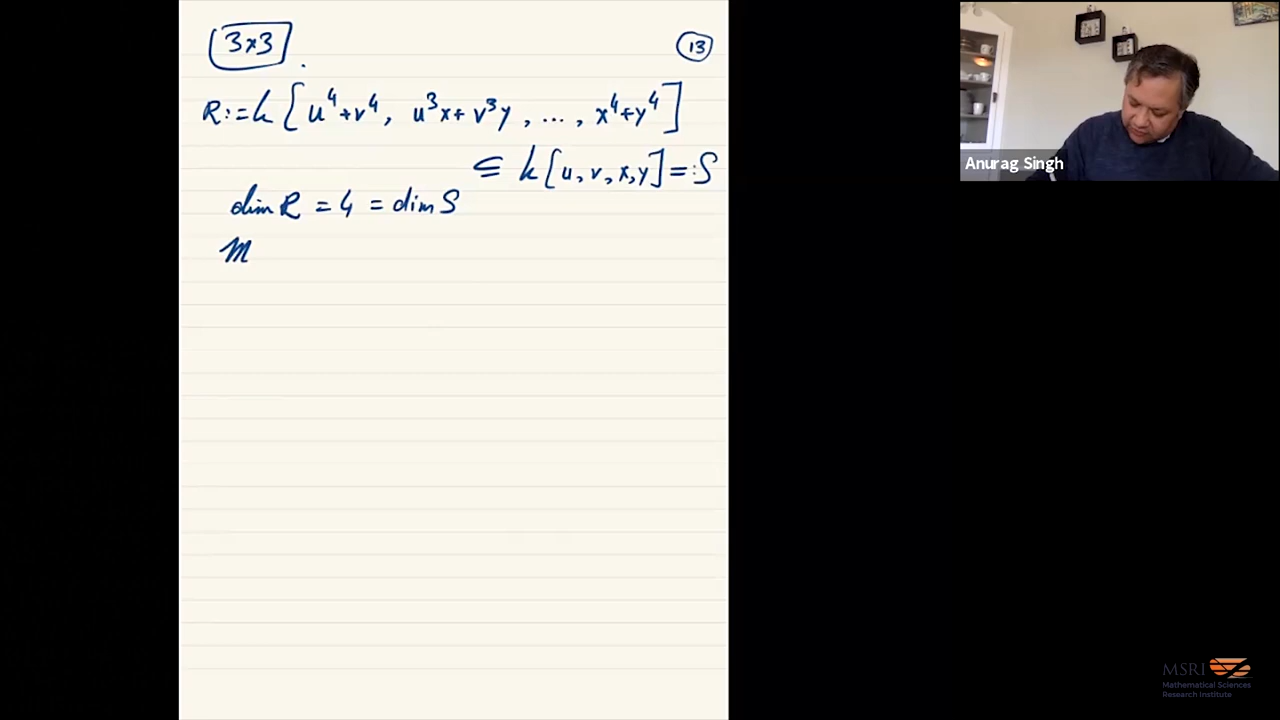 3×3 .
13
R:=k[u⁴+v⁴, u³x+v³y, ..., x⁴+y⁴]
⊆ k[u,v,x,y]=:S
dim R = 4 = dim S
m
Anurag Singh
MSRI
Mathematical Sciences
Research Institute